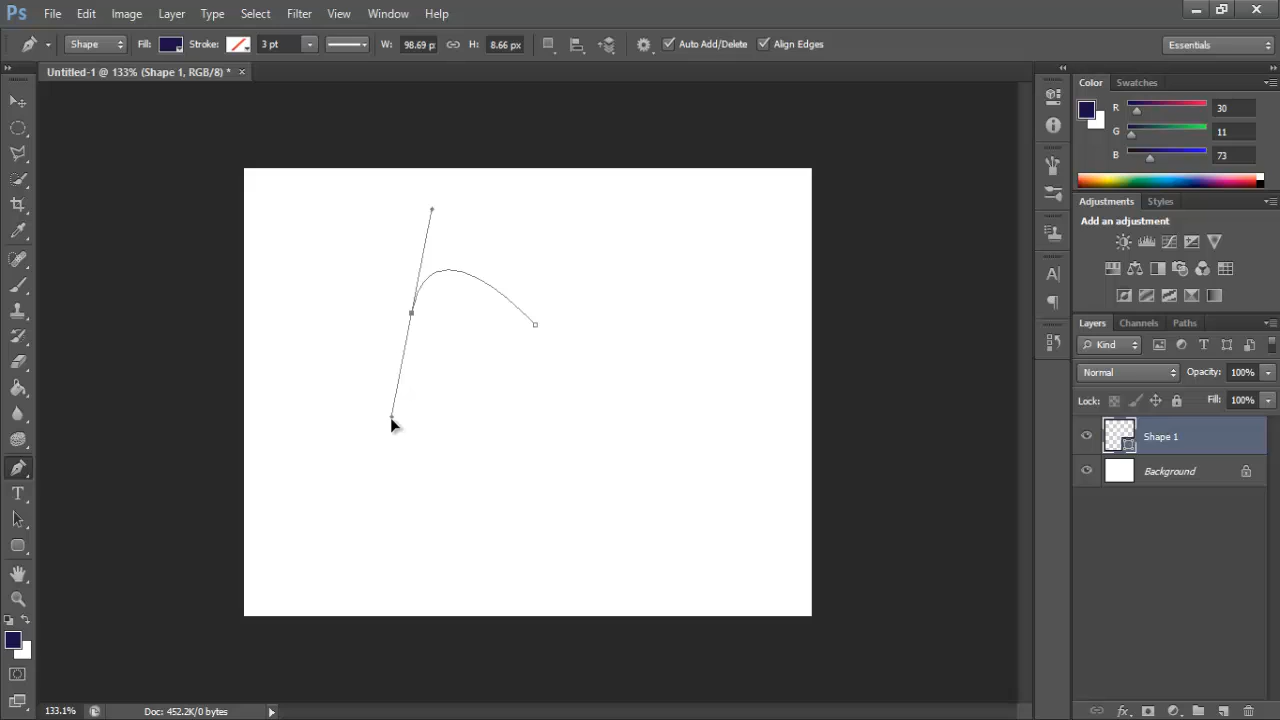 Ps File Edit Image Layer Type Select Filter View Window Help
Shape Fill: Stroke: 3 pt W: 98.69 p H: 8.66 px Auto Add/Delete Align Edges Essentials
Untitled-1 @ 133% (Shape 1, RGB/8) * ×
Color Swatches
R 30
G 11
B 73
Adjustments Styles
Add an adjustment
Layers Channels Paths
Kind T
Normal Opacity: 100%
Lock: Fill: 100%
Shape 1
Background
133.1% Doc: 452.2K/0 bytes
fx